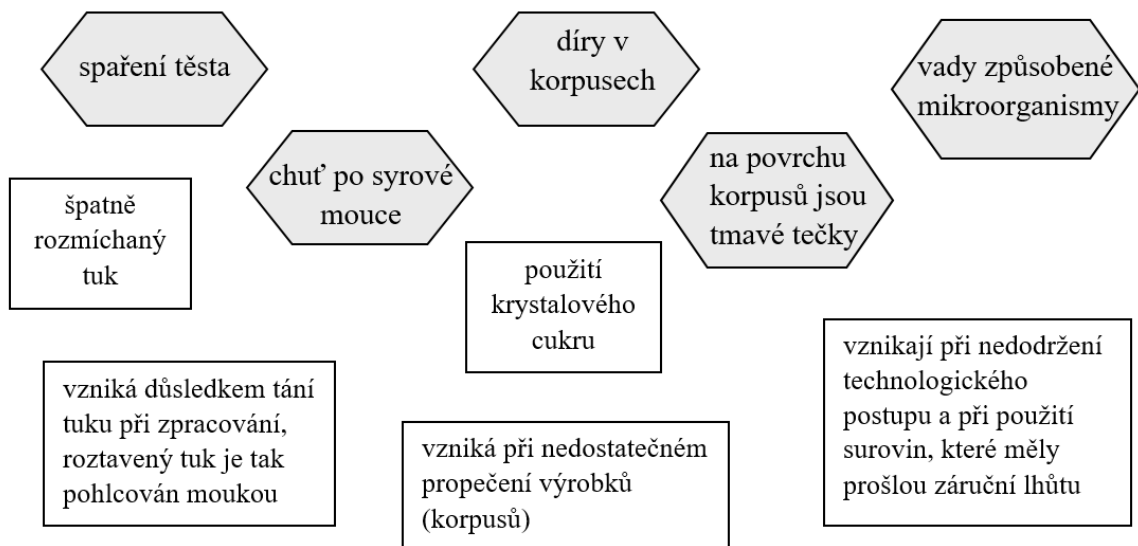 spaření těsta
díry v
korpusech
vady způsobené
mikroorganismy
chuť po syrové
mouce
na povrchu
korpusů jsou
tmavé tečky
špatně
rozmíchaný
tuk
použití
krystalového
cukru
vznikají při nedodržení
technologického
postupu a při použití
surovin, které měly
prošlou záruční lhůtu
vzniká důsledkem tání
tuku při zpracování,
roztavený tuk je tak
pohlcován moukou
vzniká při nedostatečném
propečení výrobků
(korpusů)